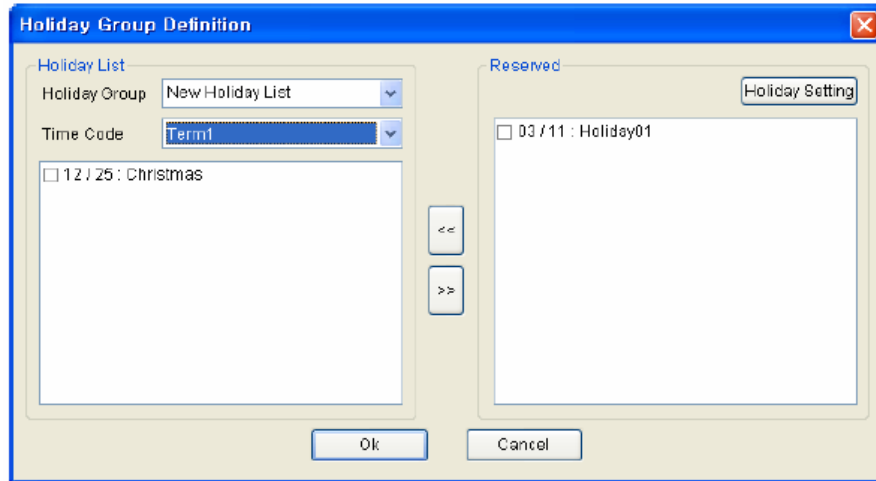 Holiday Group Definition
Holiday List
Holiday Group New Holiday List
Time Code Term1
12 / 25 : Christmas
<<
>>
Reserved
Holiday Setting
03 / 11 : Holiday01
Ok Cancel